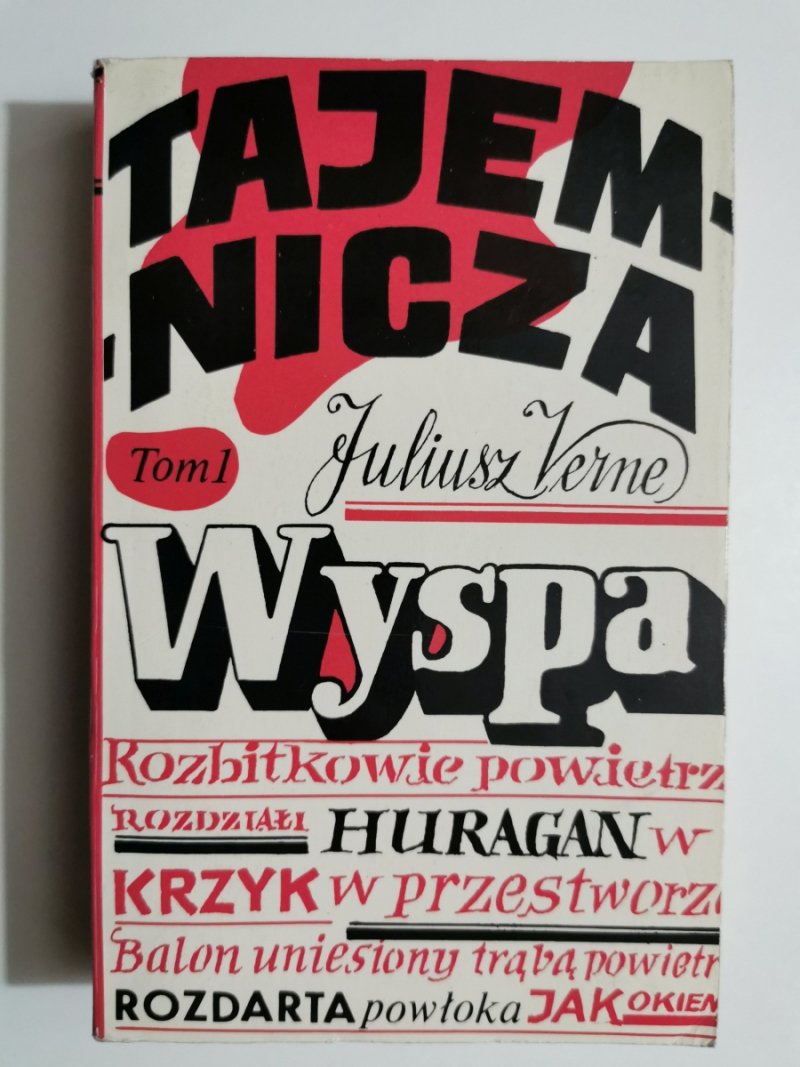 TAJEM-
-NICZA
Tom 1 Juliusz Verne
Wyspa
Rozbitkowie powietrz
ROZDZIAŁ I HURAGAN w
KRZYK w przestworz
Balon uniesiony trąbą powietr
ROZDARTA powłoka JAK OKIEM